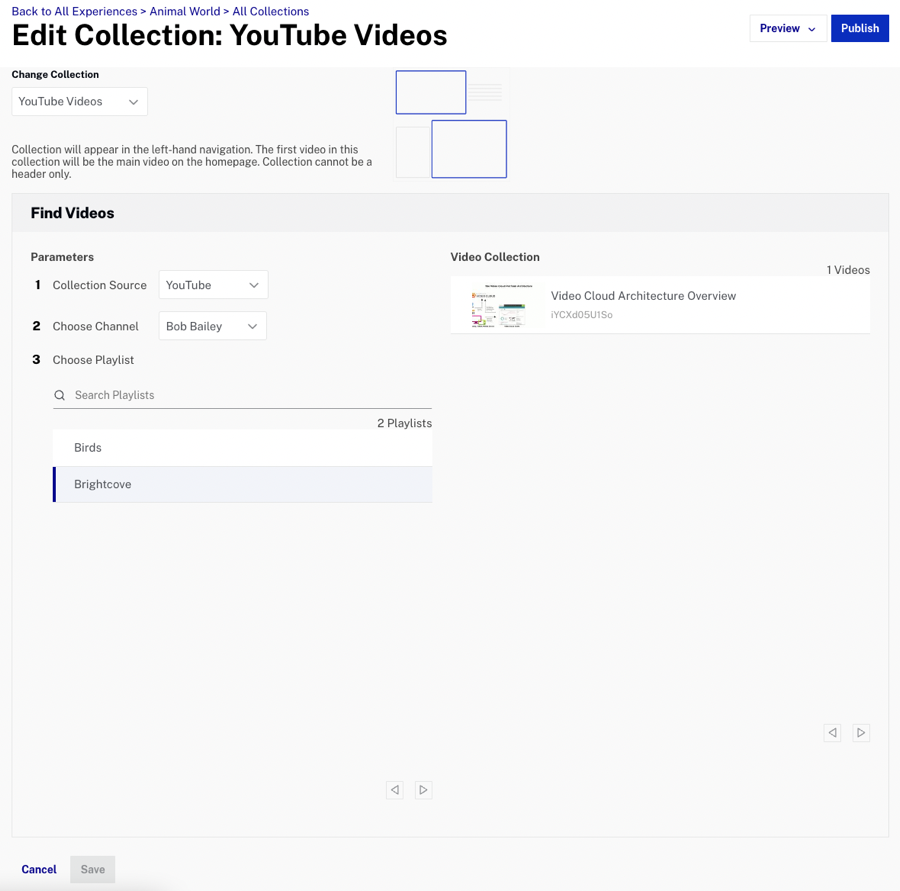 Back to All Experiences > Animal World > All Collections
Edit Collection: YouTube Videos
Preview
Publish
Change Collection
YouTube Videos
Collection will appear in the left-hand navigation. The first video in this
collection will be the main video on the homepage. Collection cannot be a
header only.
Find Videos
Parameters
1 Collection Source YouTube
2 Choose Channel Bob Bailey
3 Choose Playlist
Search Playlists
2 Playlists
Birds
Brightcove
Video Collection
1 Videos
Video Cloud Architecture Overview
iYCXd05U1So
Cancel
Save